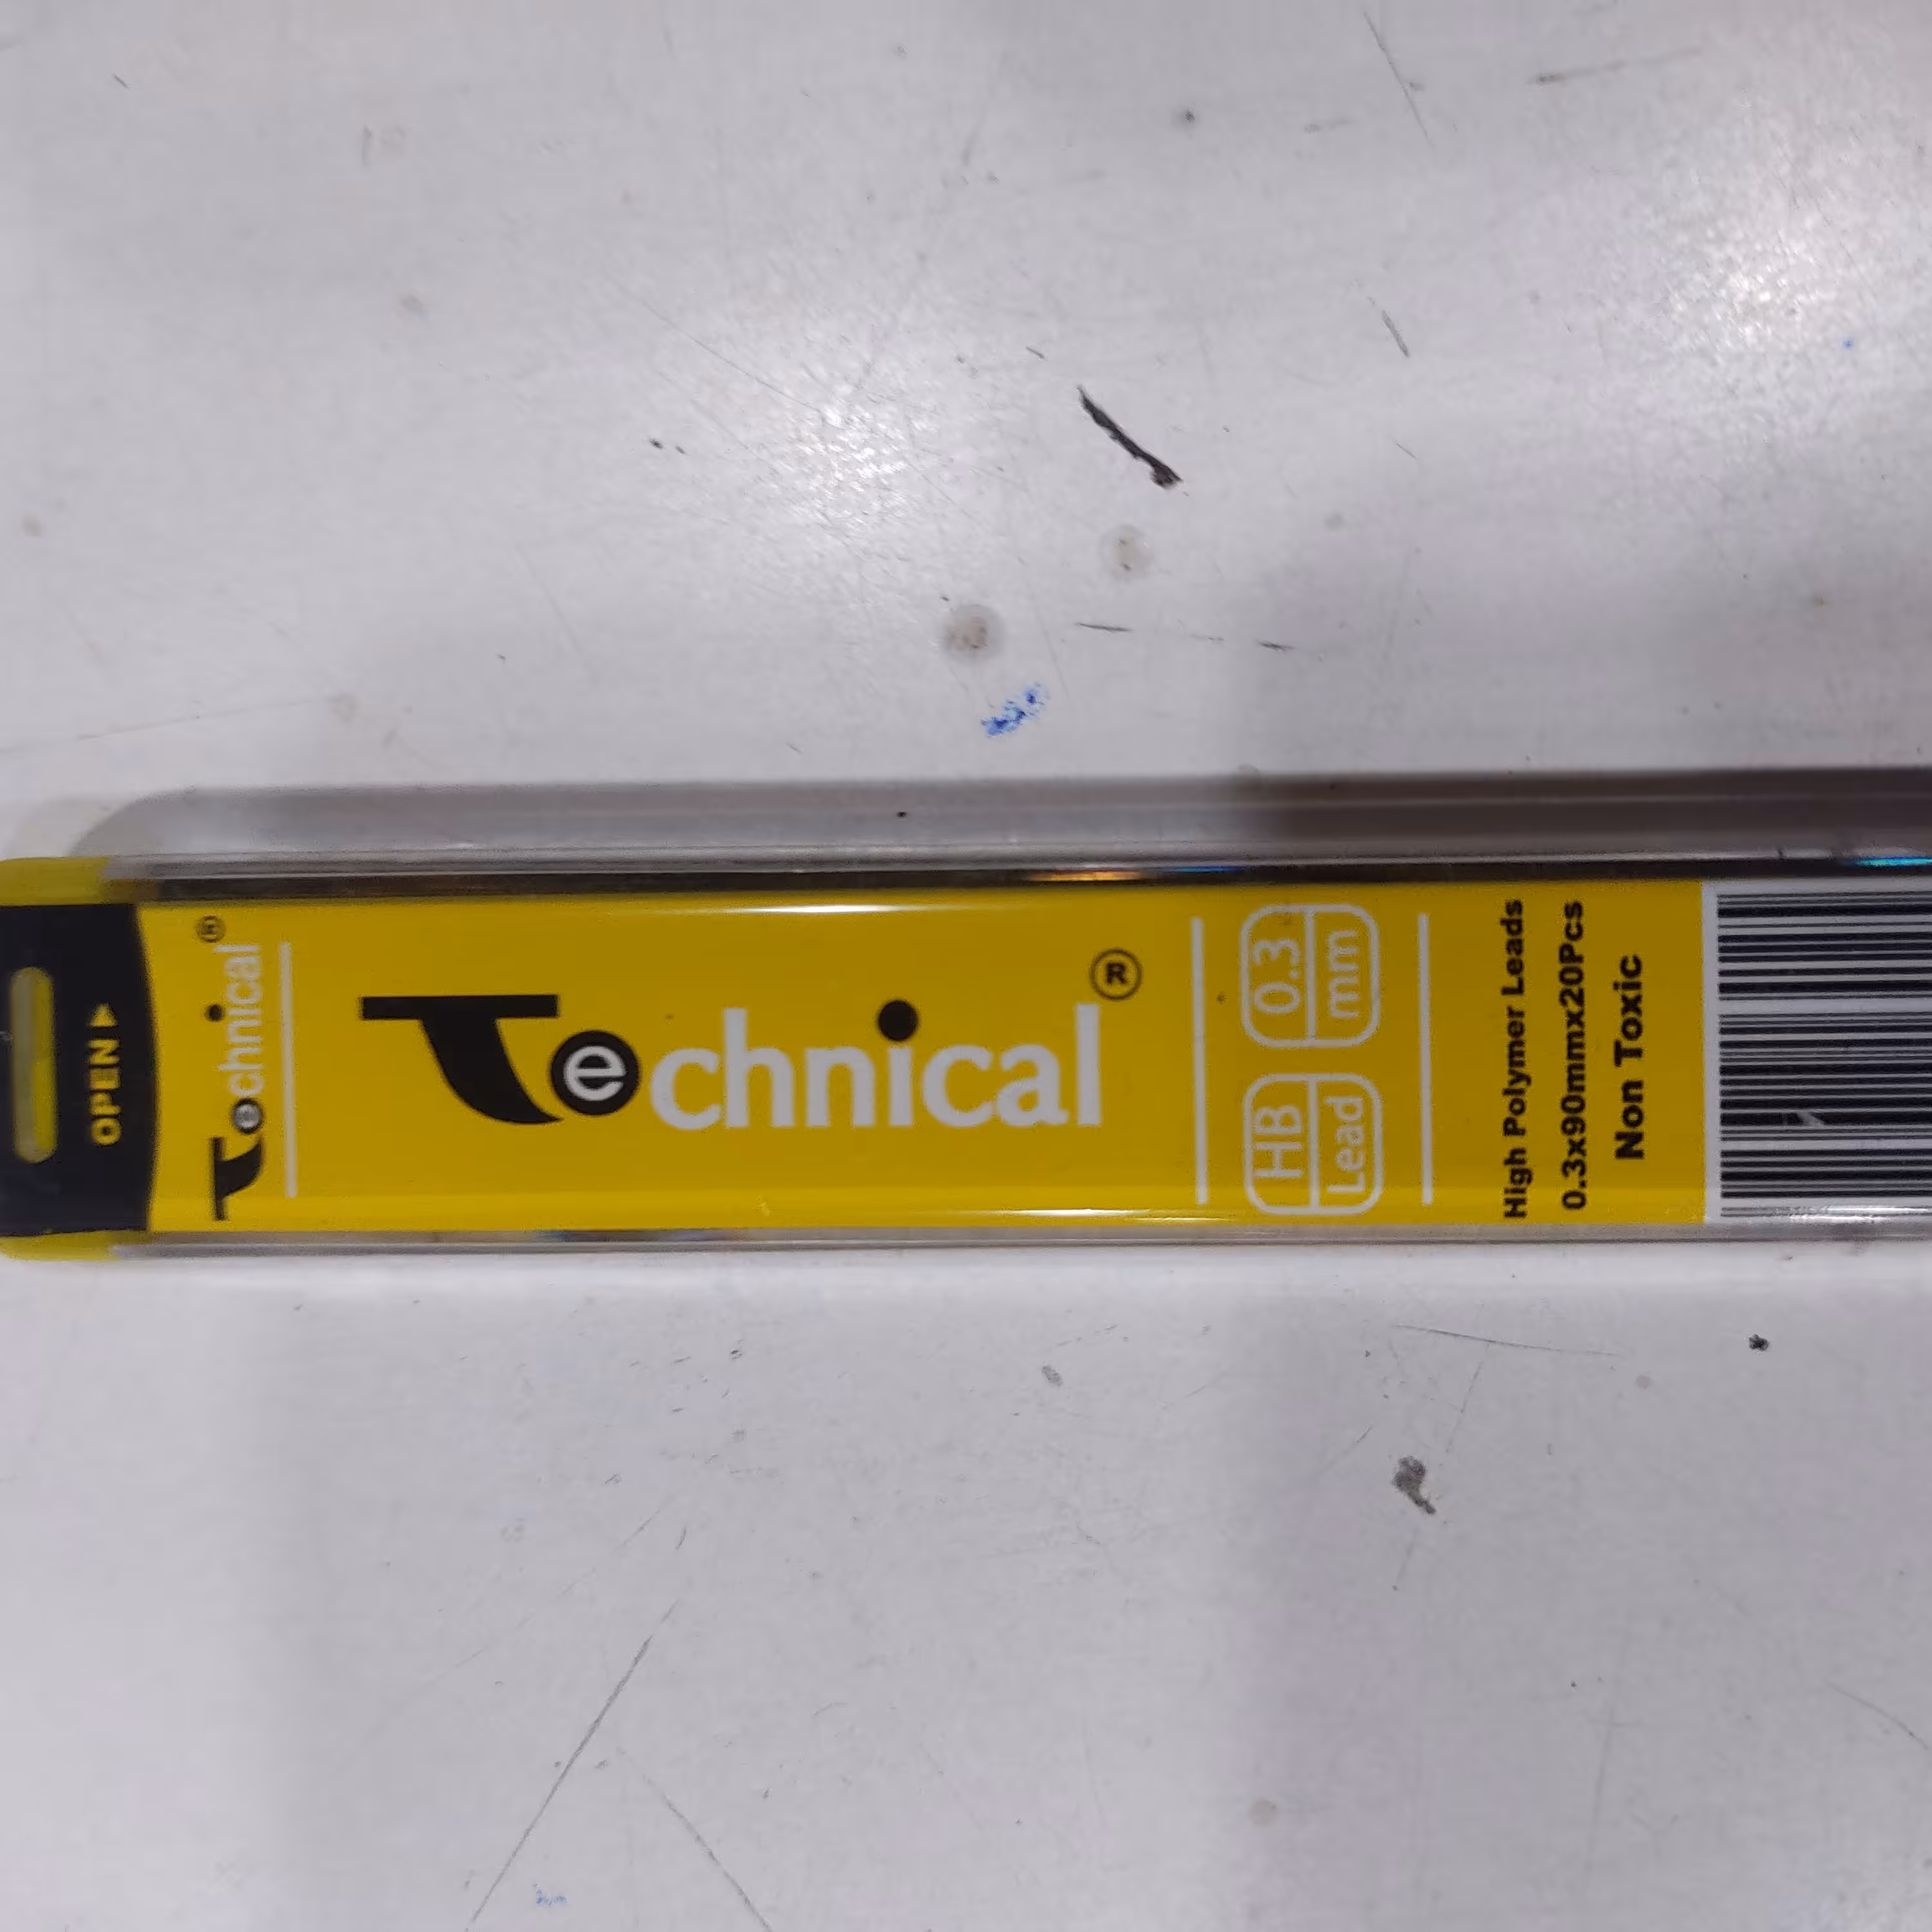 OPEN
Technical®
Technical®
HB Lead
0.3 mm
High Polymer Leads
0.3x90mmx20Pcs
Non Toxic